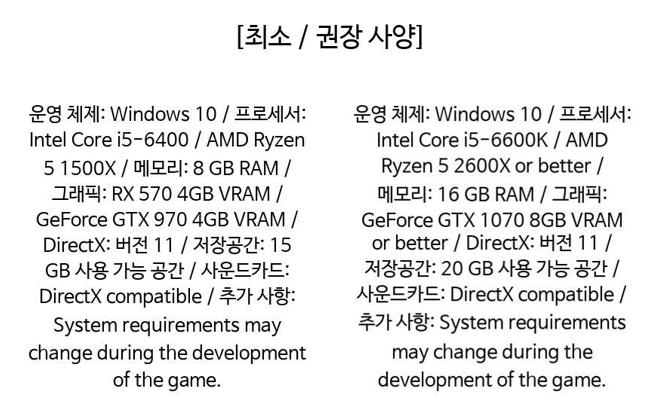 [최소 / 권장 사양]
운영 체제: Windows 10 / 프로세서:
Intel Core i5-6400 / AMD Ryzen
5 1500X / 메모리: 8 GB RAM /
그래픽: RX 570 4GB VRAM /
GeForce GTX 970 4GB VRAM /
DirectX: 버전 11 / 저장공간: 15
GB 사용 가능 공간 / 사운드카드:
DirectX compatible / 추가 사항:
System requirements may
change during the development
of the game.
운영 체제: Windows 10 / 프로세서:
Intel Core i5-6600K / AMD
Ryzen 5 2600X or better /
메모리: 16 GB RAM / 그래픽:
GeForce GTX 1070 8GB VRAM
or better / DirectX: 버전 11 /
저장공간: 20 GB 사용 가능 공간 /
사운드카드: DirectX compatible /
추가 사항: System requirements
may change during the
development of the game.